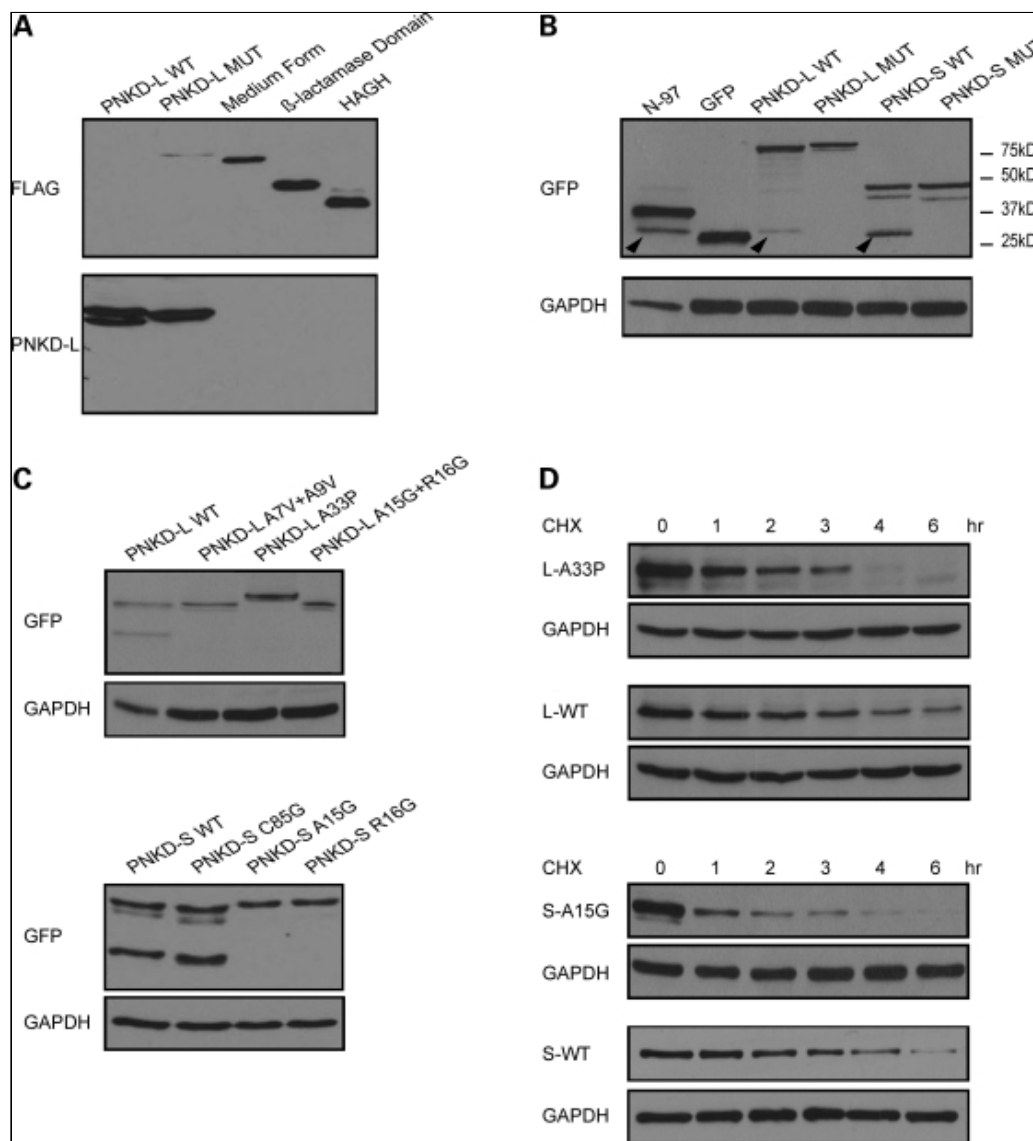 A
PNKD-L WT
PNKD-L MUT
Medium Form
ß-lactamase Domain
HAGH
FLAG
PNKD-L
B
N-97
GFP
PNKD-L WT
PNKD-L MUT
PNKD-S WT
PNKD-S MUT
GFP
75kD
50kD
37kD
25kD
GAPDH
C
PNKD-L WT
PNKD-L A7V+A9V
PNKD-L A33P
PNKD-L A15G+R16G
GFP
GAPDH
PNKD-S WT
PNKD-S C85G
PNKD-S A15G
PNKD-S R16G
GFP
GAPDH
D
CHX 0 1 2 3 4 6 hr
L-A33P
GAPDH
L-WT
GAPDH
CHX 0 1 2 3 4 6 hr
S-A15G
GAPDH
S-WT
GAPDH